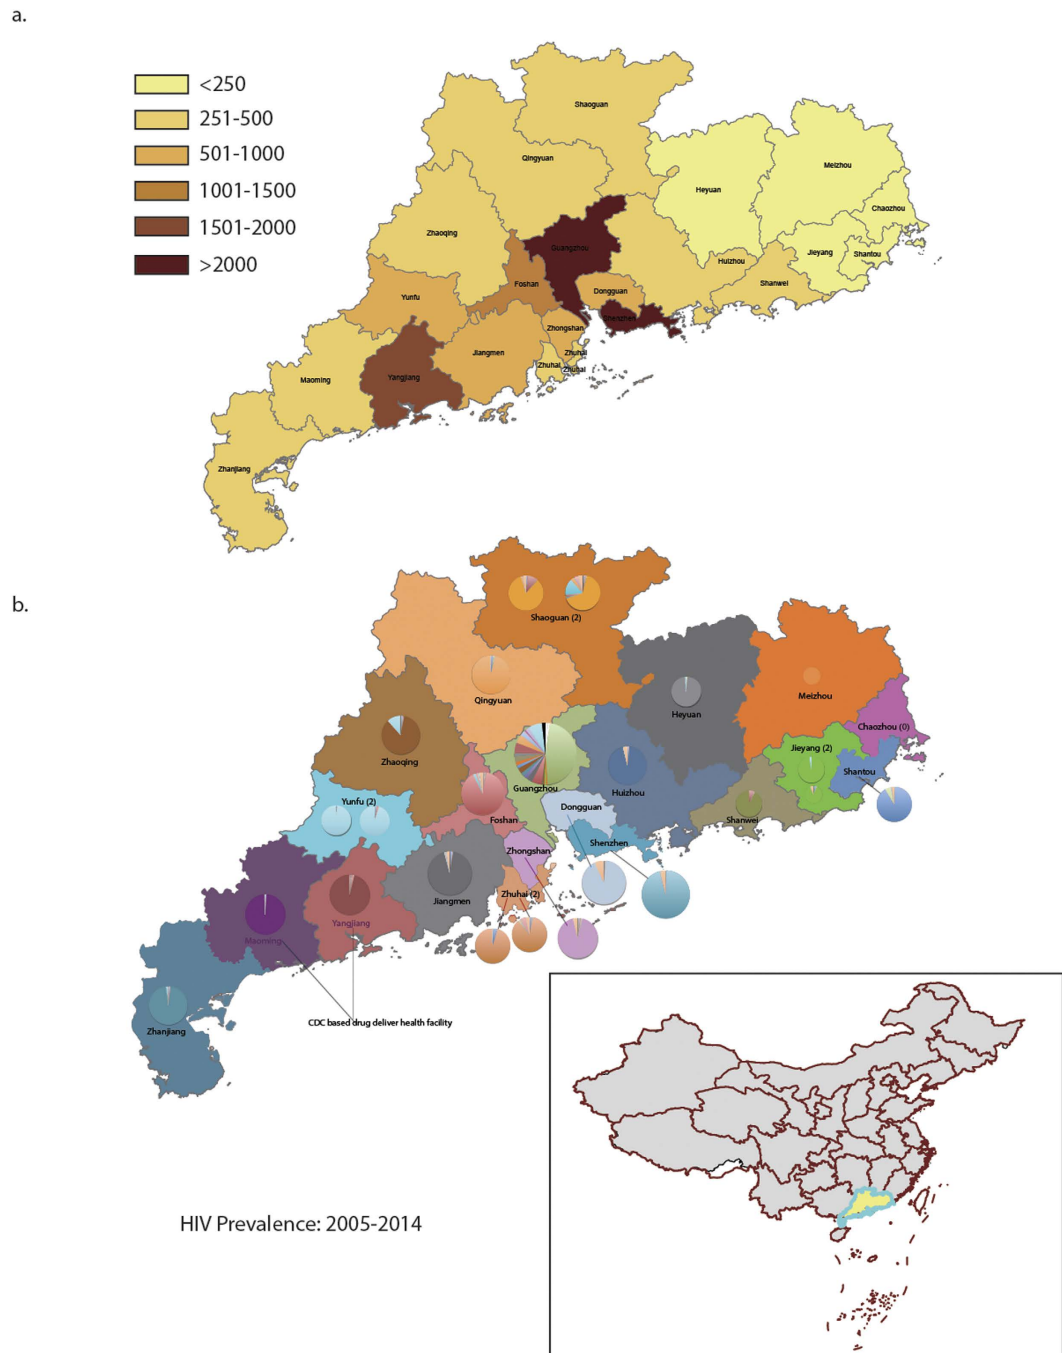 a.
<250
251-500
501-1000
1001-1500
1501-2000
>2000
Shaoguan
Qingyuan
Meizhou
Heyuan
Chaozhou
Zhaoqing
Guangzhou
Jieyang
Shantou
Huizhou
Foshan
Dongguan
Shanwei
Yunfu
Shenzhen
Zhongshan
Jiangmen
Zhuhai
Zhuhai
Zhuhai
Maoming
Yangjiang
Zhanjiang
b.
Shaoguan (2)
Qingyuan
Meizhou
Heyuan
Chaozhou (0)
Zhaoqing
Jieyang (2)
Shantou
Guangzhou
Huizhou
Yunfu (2)
Dongguan
Foshan
Shanwei
Shenzhen
Zhongshan
Zhuhai (2)
Jiangmen
Yangjiang
Maoming
CDC based drug deliver health facility
Zhanjiang
HIV Prevalence: 2005-2014